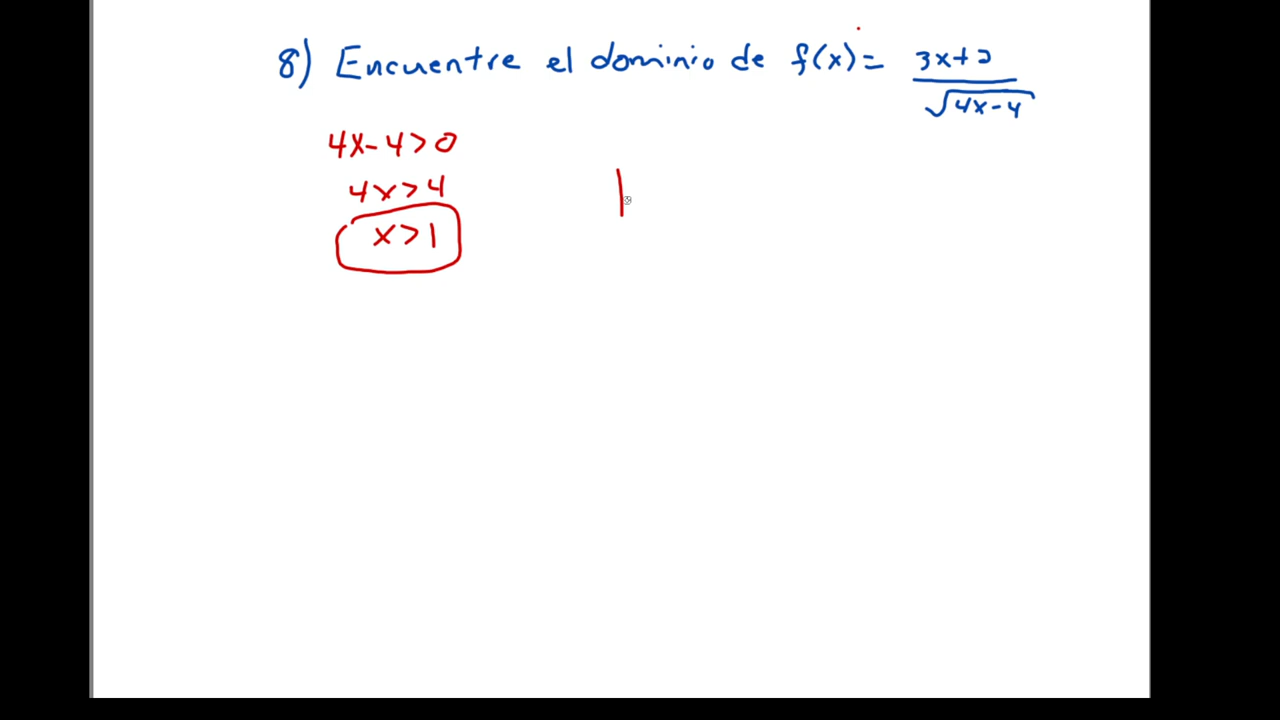 8) Encuentre el dominio de f(x) = 3x+2 / √4x-4
4x-4>0
4x>4
x>1